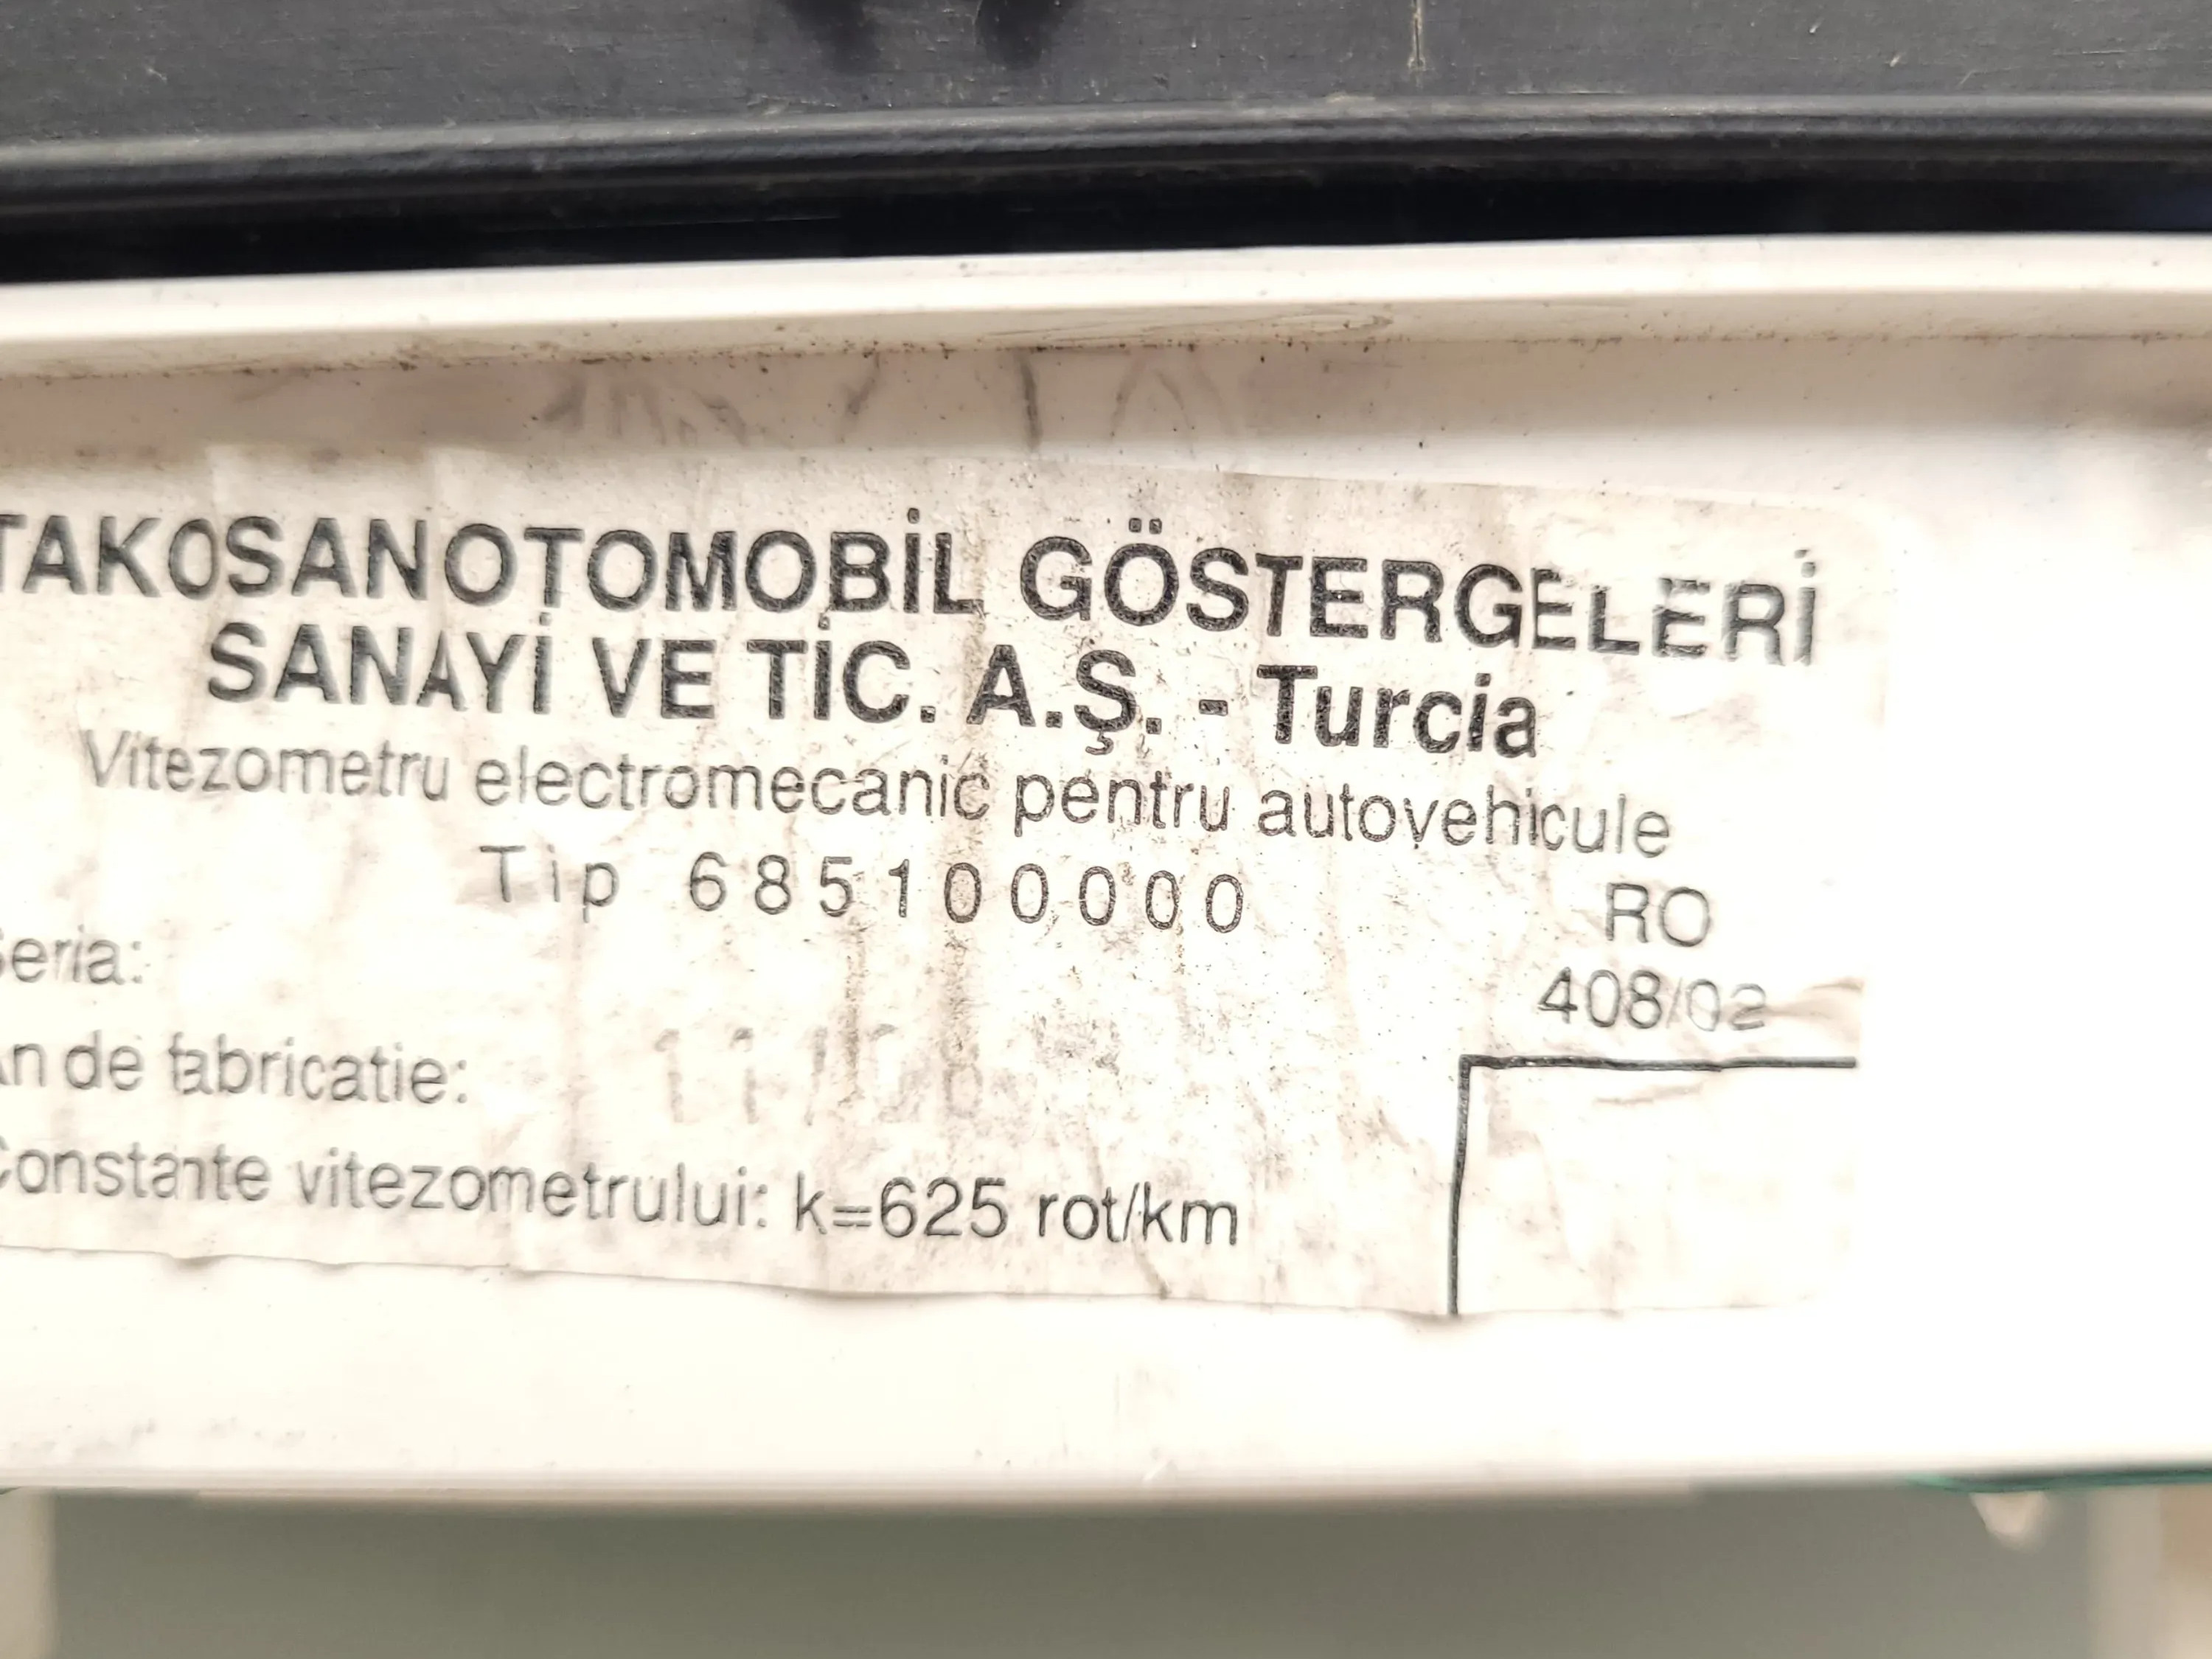 TAKOSANOTOMOBİL GÖSTERGELERİ
SANAYİ VE TİC. A.Ş. - Turcia
Vitezometru electromecanic pentru autovehicule
Tip 685100000
RO
Seria:
408/02
An de fabricatie:
Constante vitezometrului: k=625 rot/km